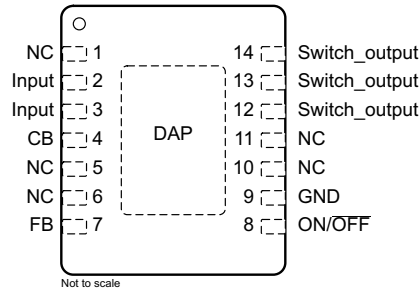 NC 1 14 Switch_output
Input 2 13 Switch_output
Input 3 12 Switch_output
CB 4 DAP 11 NC
NC 5 10 NC
NC 6 9 GND
FB 7 8 ON/OFF
Not to scale